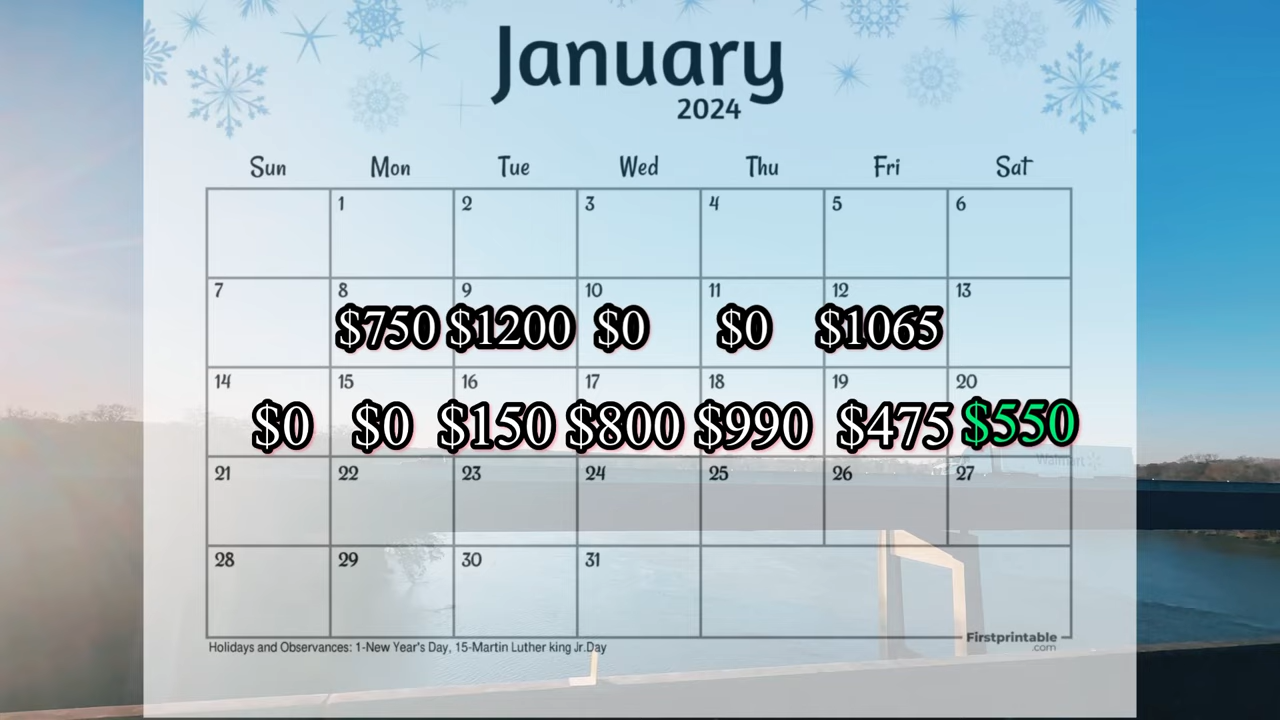 January
2024
Sun Mon Tue Wed Thu Fri Sat
1 2 3 4 5 6
7 8 9 10 11 12 13
$750 $1200 $0 $0 $1065
14 15 16 17 18 19 20
$0 $0 $150 $800 $990 $475 $550
Walmart
21 22 23 24 25 26 27
28 29 30 31
Firstprintable
.com
Holidays and Observances: 1-New Year's Day, 15-Martin Luther king Jr.Day